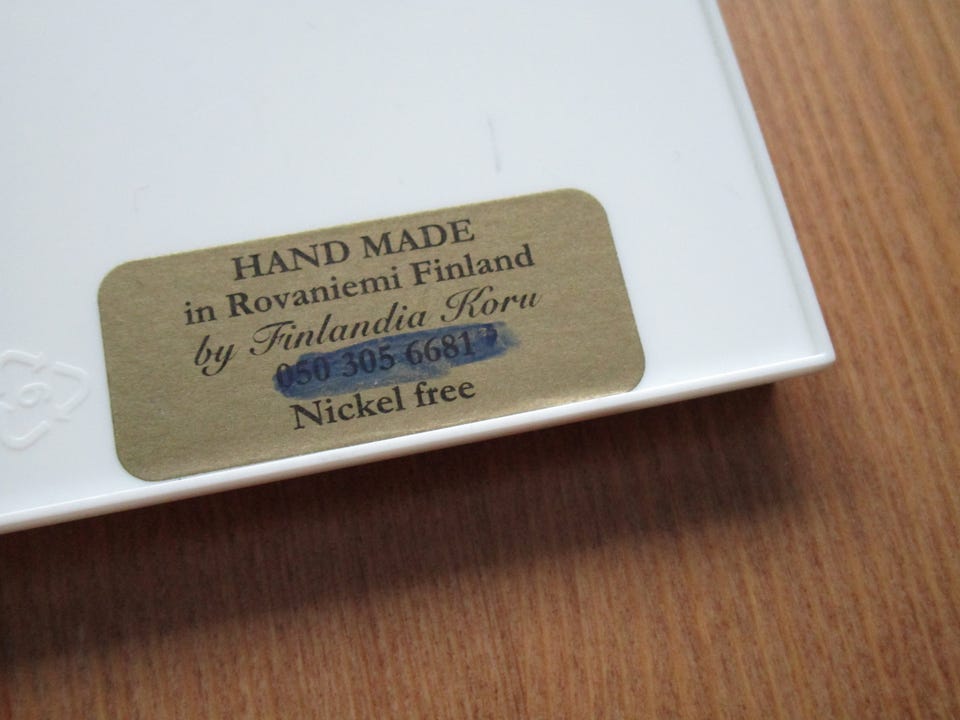 HAND MADE
in Rovaniemi Finland
by Finlandia Koru
050 305 6681
Nickel free